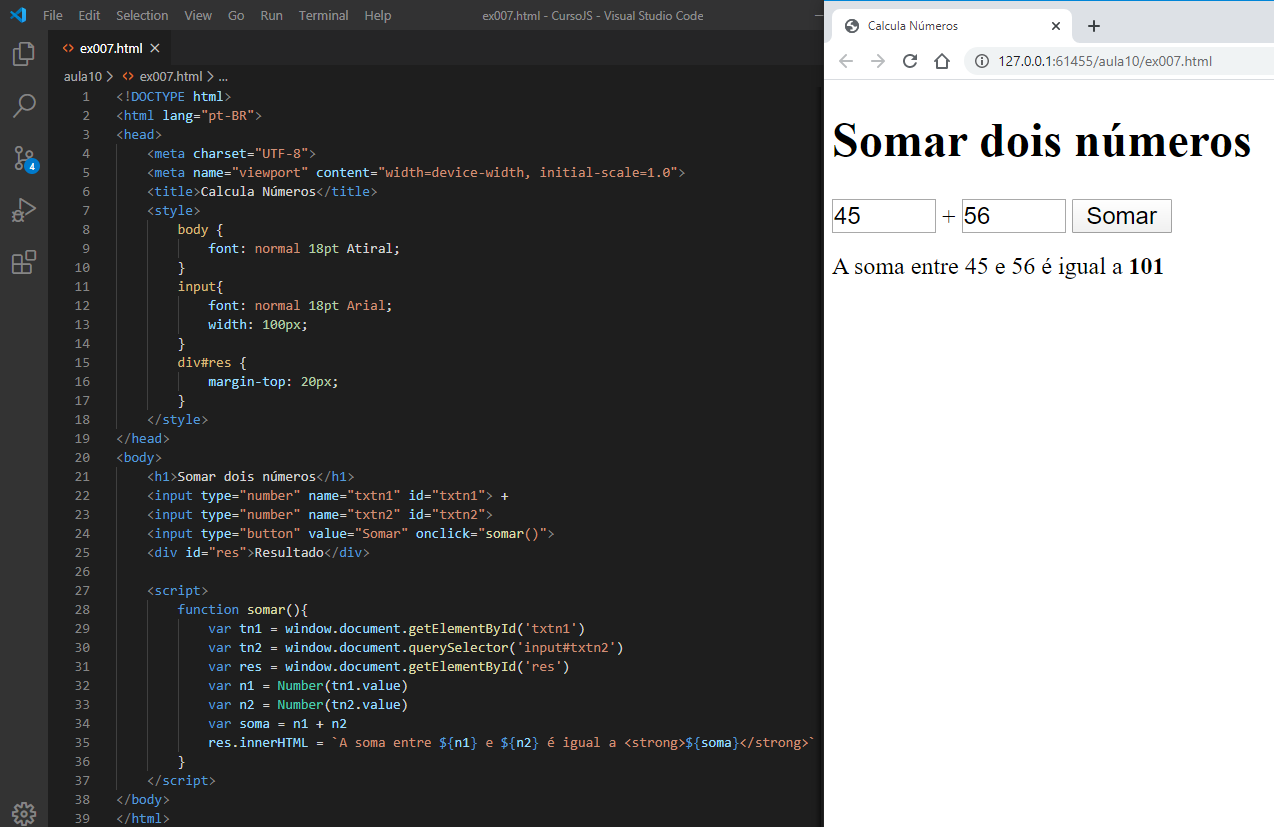 File Edit Selection View Go Run Terminal Help ex007.html - CursoJS - Visual Studio Code
ex007.html
aula10 > ex007.html > ...
4
1 <!DOCTYPE html>
2 <html lang="pt-BR">
3 <head>
4 <meta charset="UTF-8">
5 <meta name="viewport" content="width=device-width, initial-scale=1.0">
6 <title>Calcula Números</title>
7 <style>
8 body {
9 font: normal 18pt Atiral;
10 }
11 input{
12 font: normal 18pt Arial;
13 width: 100px;
14 }
15 div#res {
16 margin-top: 20px;
17 }
18 </style>
19 </head>
20 <body>
21 <h1>Somar dois números</h1>
22 <input type="number" name="txtn1" id="txtn1"> +
23 <input type="number" name="txtn2" id="txtn2">
24 <input type="button" value="Somar" onclick="somar()">
25 <div id="res">Resultado</div>
26
27 <script>
28 function somar(){
29 var tn1 = window.document.getElementById('txtn1')
30 var tn2 = window.document.querySelector('input#txtn2')
31 var res = window.document.getElementById('res')
32 var n1 = Number(tn1.value)
33 var n2 = Number(tn2.value)
34 var soma = n1 + n2
35 res.innerHTML = `A soma entre ${n1} e ${n2} é igual a <strong>${soma}</strong>`
36 }
37 </script>
38 </body>
39 </html>
Calcula Números
127.0.0.1:61455/aula10/ex007.html
Somar dois números
45 + 56 Somar
A soma entre 45 e 56 é igual a 101